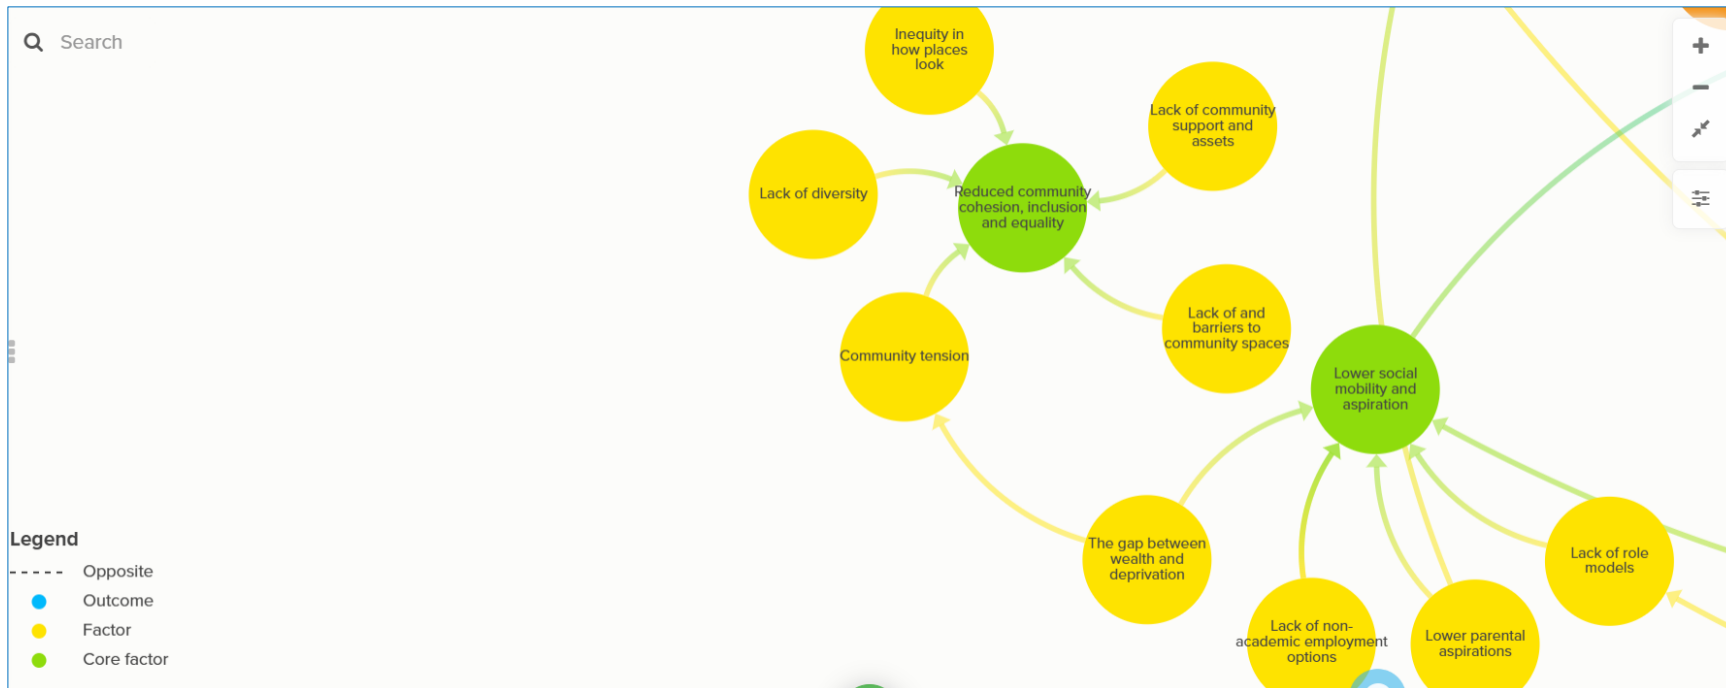 Search
Inequity in
how places
look
Lack of community
support and
assets
Lack of diversity
Reduced community
cohesion, inclusion
and equality
Lack of and
barriers to
community spaces
Community tension
Lower social
mobility and
aspiration
The gap between
wealth and
deprivation
Lack of role
models
Lack of non-
academic employment
options
Lower parental
aspirations
Legend
Opposite
Outcome
Factor
Core factor